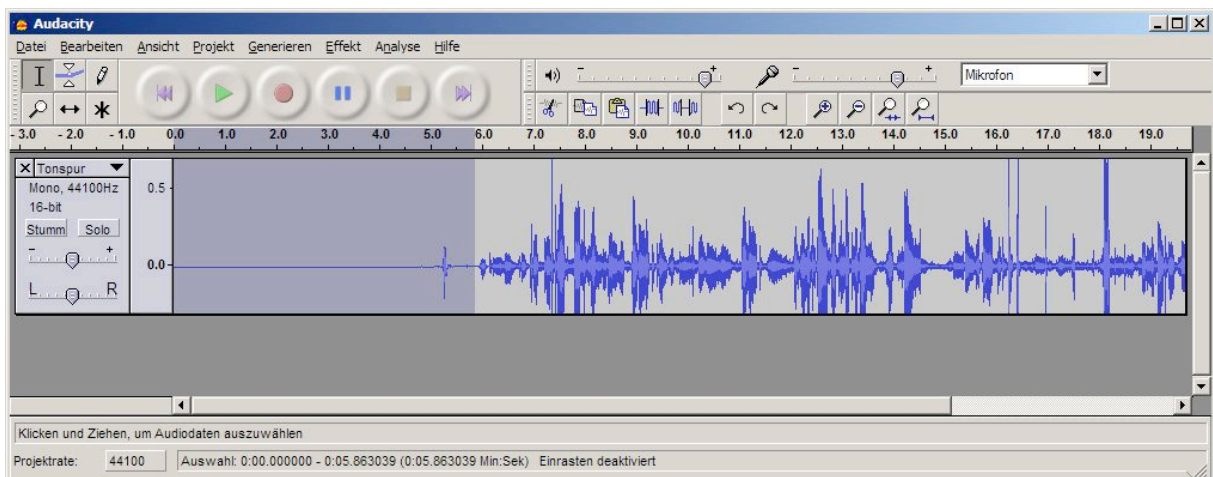 Audacity
Datei Bearbeiten Ansicht Projekt Generieren Effekt Analyse Hilfe
- + - + Mikrofon
- 3.0 - 2.0 - 1.0 0.0 1.0 2.0 3.0 4.0 5.0 6.0 7.0 8.0 9.0 10.0 11.0 12.0 13.0 14.0 15.0 16.0 17.0 18.0 19.0
X Tonspur
Mono, 44100Hz
16-bit
Stumm Solo
- +
L R
0.5
0.0
Klicken und Ziehen, um Audiodaten auszuwählen
Projektrate: 44100 Auswahl: 0:00.000000 - 0:05.863039 (0:05.863039 Min:Sek) Einrasten deaktiviert